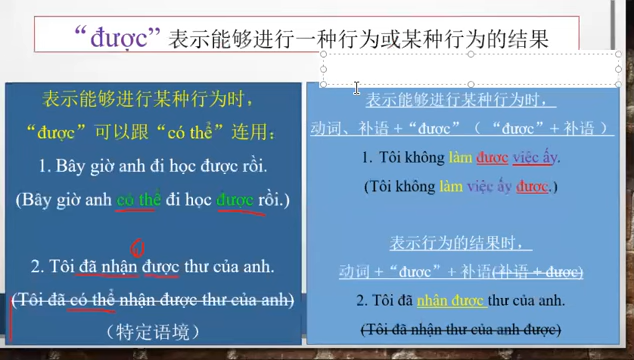 “được” 表示能够进行一种行为或某种行为的结果
表示能够进行某种行为时，
“được”可以跟“có thể”连用：
1. Bây giờ anh đi học được rồi.
(Bây giờ anh có thể đi học được rồi.)
2. Tôi đã nhận được thư của anh.
(Tôi đã có thể nhận được thư của anh)
（特定语境）
表示能够进行某种行为时，
动词、补语 +“được”（“được”+ 补语 ）
1. Tôi không làm được việc ấy.
(Tôi không làm việc ấy được.)
表示行为的结果时，
动词 +“được” + 补语(补语 + được)
2. Tôi đã nhận được thư của anh.
(Tôi đã nhận thư của anh được)